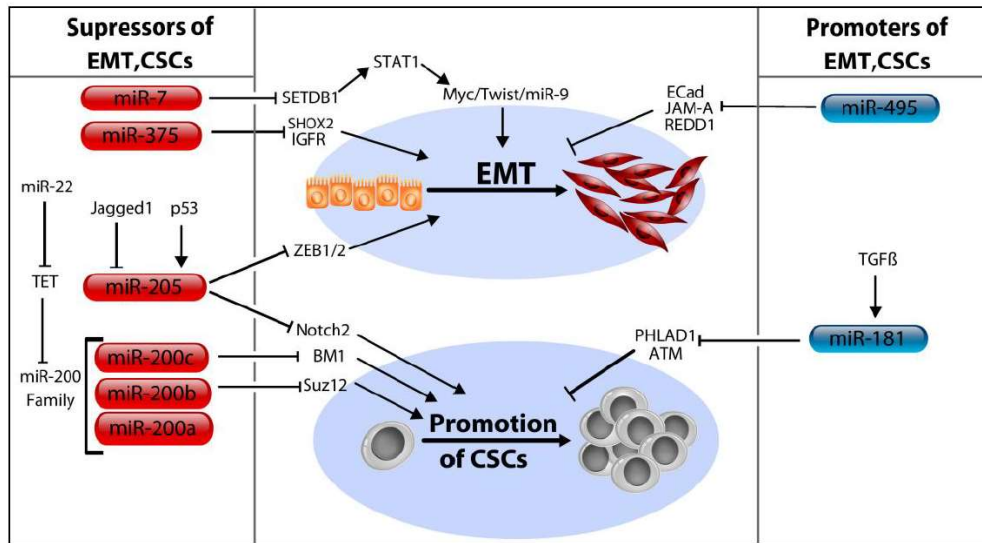 Supressors of
EMT,CSCs
miR-7
miR-375
miR-22
Jagged1
p53
TET
miR-205
miR-200
Family
miR-200c
miR-200b
miR-200a
STAT1
SETDB1
Myc/Twist/miR-9
SHOX2
IGFR
ECad
JAM-A
REDD1
EMT
ZEB1/2
Notch2
BM1
Suz12
PHLAD1
ATM
Promotion
of CSCs
Promoters of
EMT,CSCs
miR-495
TGFß
miR-181